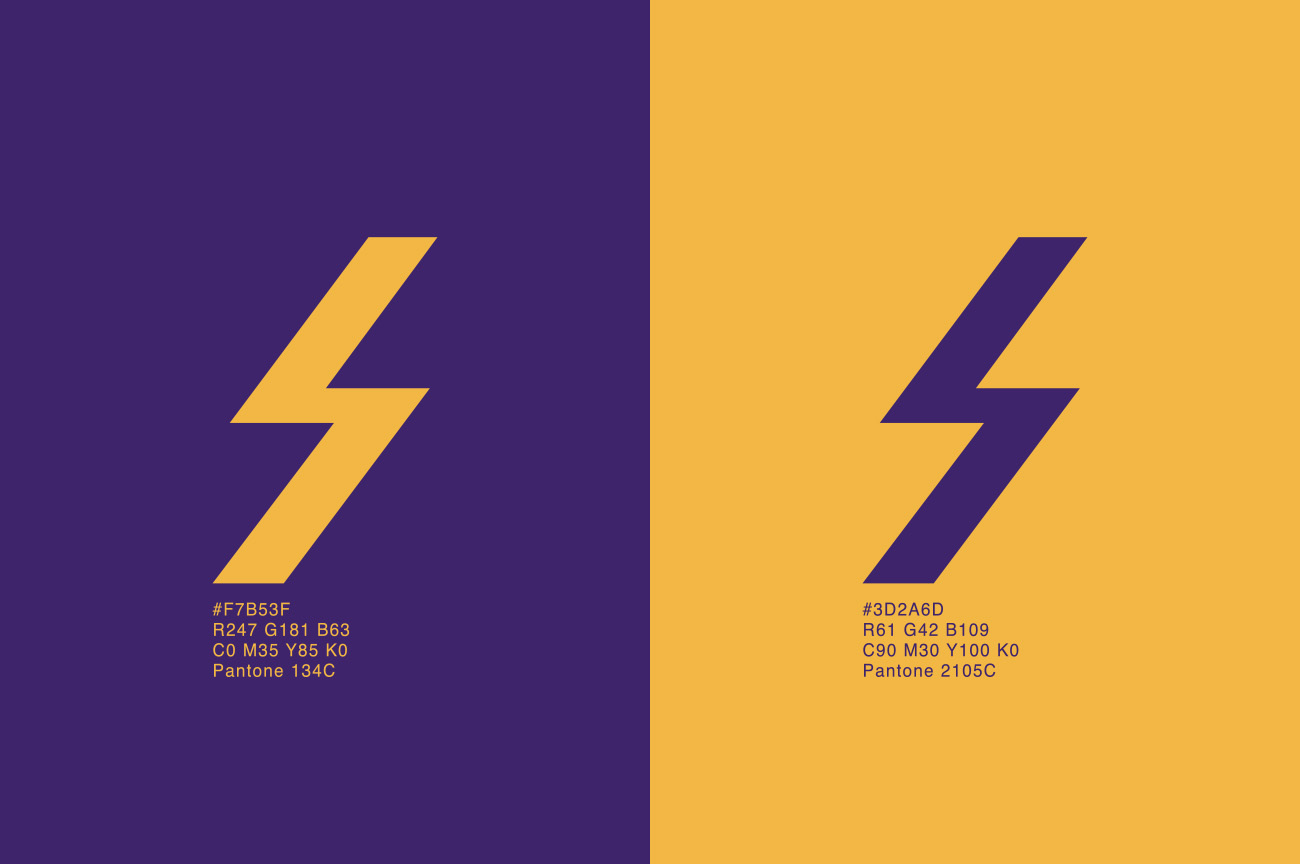 #F7B53F
R247 G181 B63
C0 M35 Y85 K0
Pantone 134C
#3D2A6D
R61 G42 B109
C90 M30 Y100 K0
Pantone 2105C